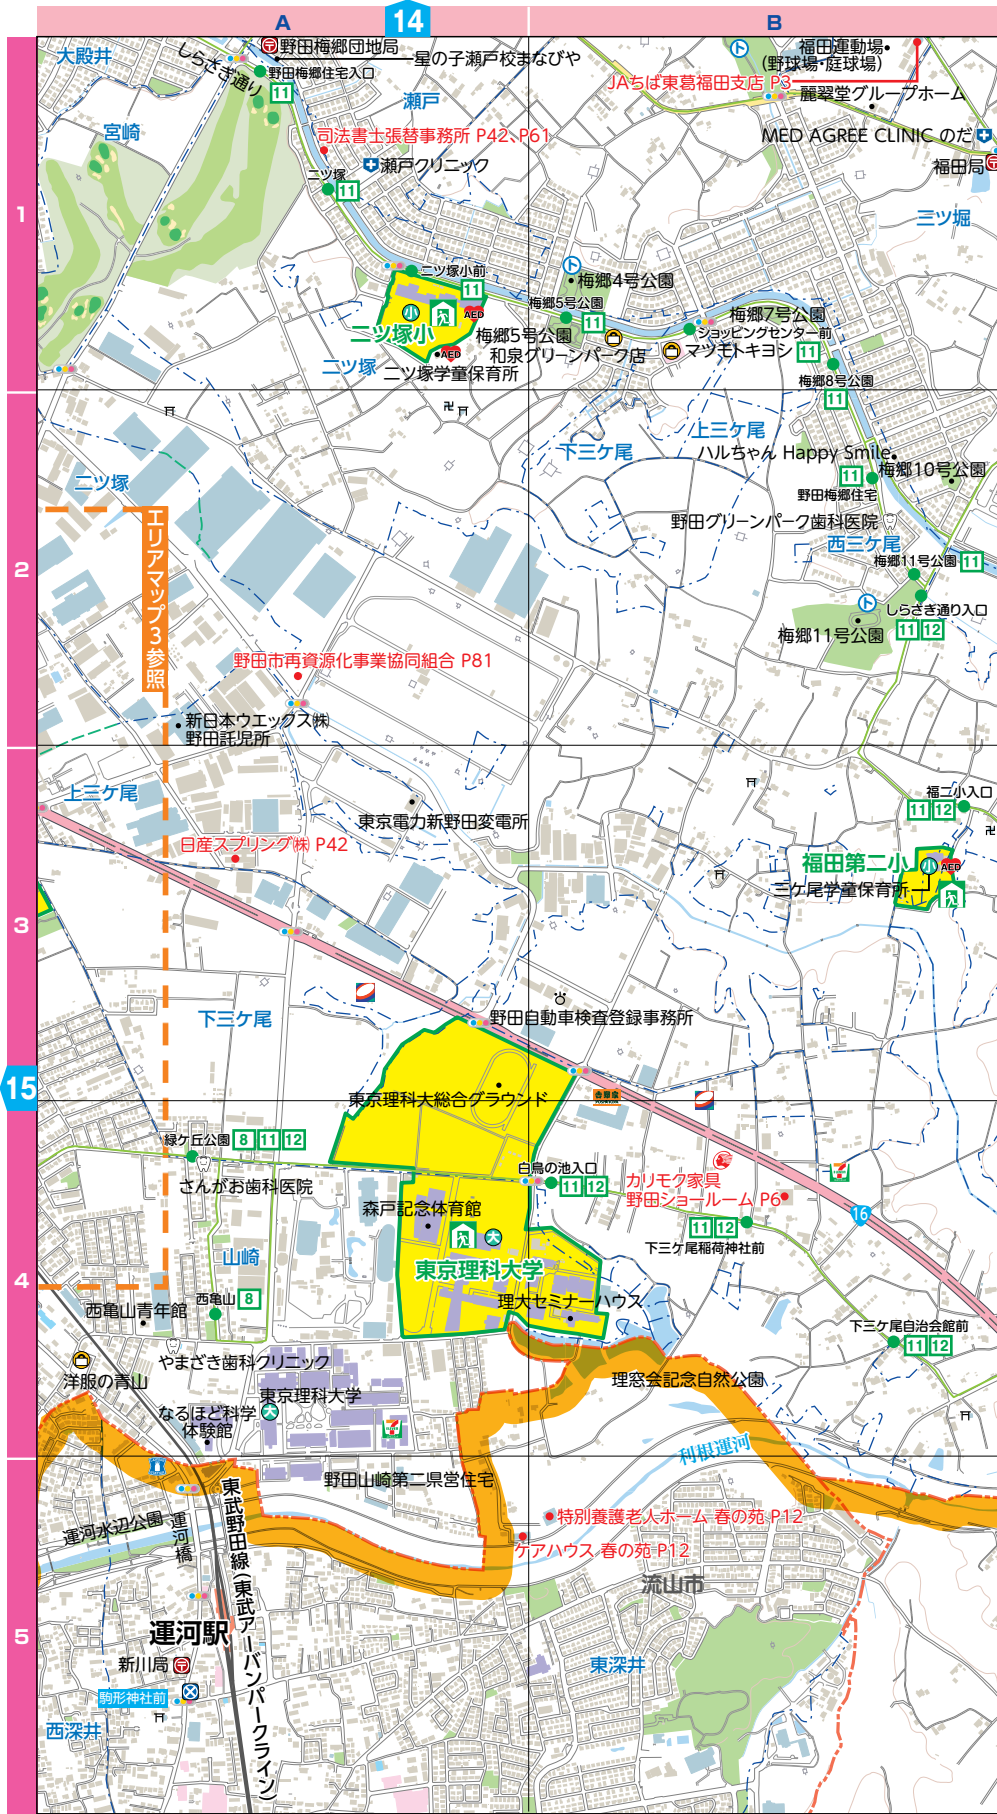 14
A
B
大殿井
野田梅郷団地局
星の子瀬戸校まなびや
しらさぎ通り
野田梅郷住宅入口
11
福田運動場
(野球場・庭球場)
JAちば東葛福田支店 P3
麗翠堂グループホーム
瀬戸
宮崎
司法書士張替事務所 P42、P61
瀬戸クリニック
MED AGREE CLINIC のだ
福田局
二ツ塚
11
1
三ツ堀
二ツ塚小前
11
梅郷4号公園
小
AED
二ツ塚小
梅郷5号公園
11
梅郷5号公園
梅郷7号公園
ショッピングセンター前
11
和泉グリーンパーク店
マツモトキヨシ
AED
二ツ塚
二ツ塚学童保育所
梅郷8号公園
11
上三ケ尾
下三ケ尾
ハルちゃん Happy Smile
梅郷10号公園
二ツ塚
11
野田梅郷住宅
エリアマップ3参照
野田グリーンパーク歯科医院
西三ケ尾
梅郷11号公園
11
2
しらさぎ通り入口
11 12
梅郷11号公園
野田市再資源化事業協同組合 P81
新日本ウエックス㈱
野田託児所
上三ケ尾
東京電力新野田変電所
福二小入口
11 12
日産スプリング㈱ P42
福田第二小
小
AED
三ケ尾学童保育所
3
下三ケ尾
野田自動車検査登録事務所
15
東京理科大総合グラウンド
吉野家
緑ケ丘公園
8 11 12
さんがお歯科医院
白鳥の池入口
11 12
カリモク家具
野田ショールーム P6
森戸記念体育館
大
16
11 12
下三ケ尾稲荷神社前
山崎
東京理科大学
4
西亀山
8
理大セミナーハウス
西亀山青年館
下三ケ尾自治会館前
11 12
やまざき歯科クリニック
洋服の青山
東京理科大学
大
理窓会記念自然公園
なるほど科学
体験館
利根運河
野田山崎第二県営住宅
東武野田線(東武アーバンパークライン)
運河水辺公園
運河橋
特別養護老人ホーム 春の苑 P12
ケアハウス 春の苑 P12
流山市
5
運河駅
新川局
東深井
駒形神社前
西深井